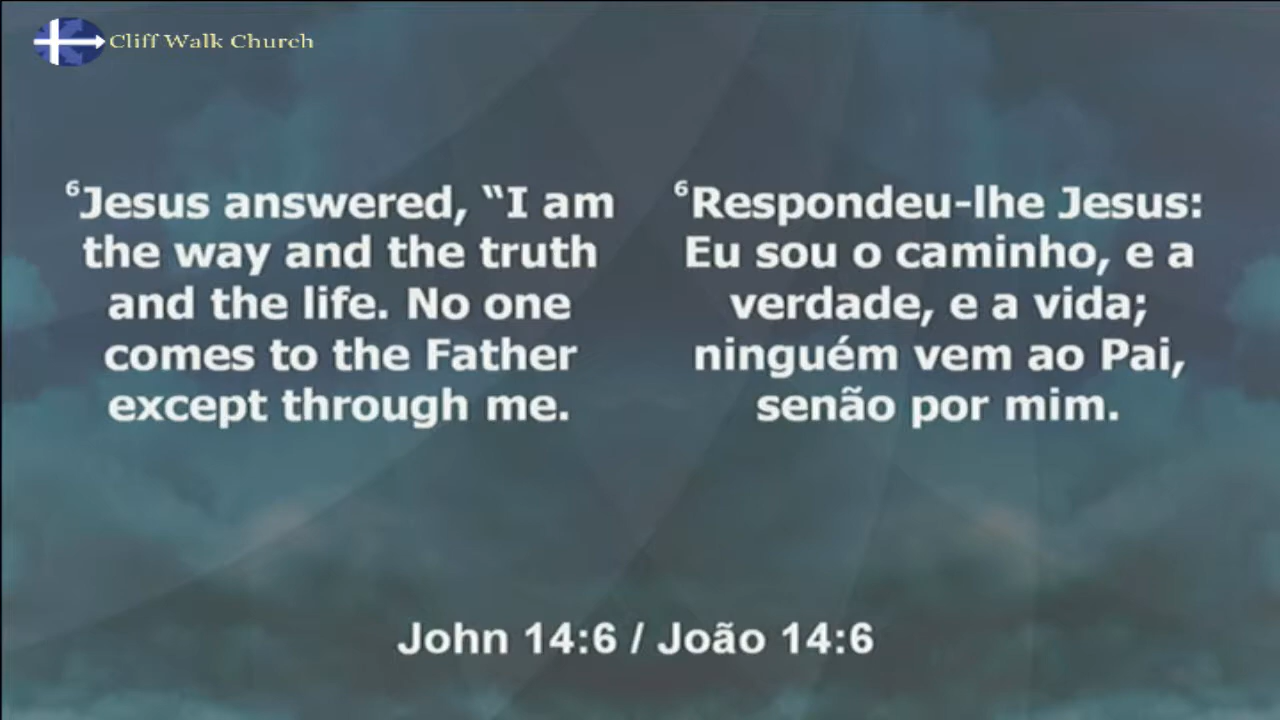 Cliff Walk Church
⁶Jesus answered, “I am
the way and the truth
and the life. No one
comes to the Father
except through me.
⁶Respondeu-lhe Jesus:
Eu sou o caminho, e a
verdade, e a vida;
ninguém vem ao Pai,
senão por mim.
John 14:6 / João 14:6